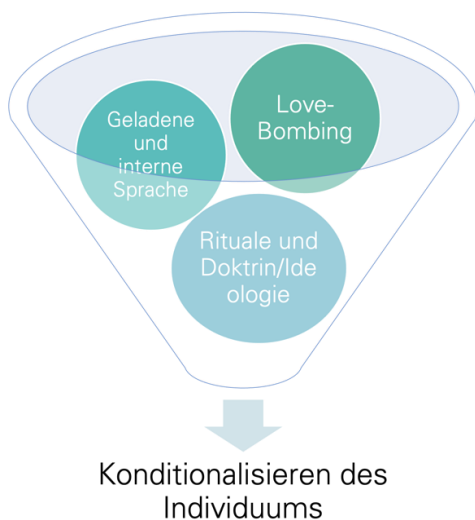 Geladene
und
interne
Sprache
Love-
Bombing
Rituale und
Doktrin/Ide
ologie
Konditionalisieren des
Individuums